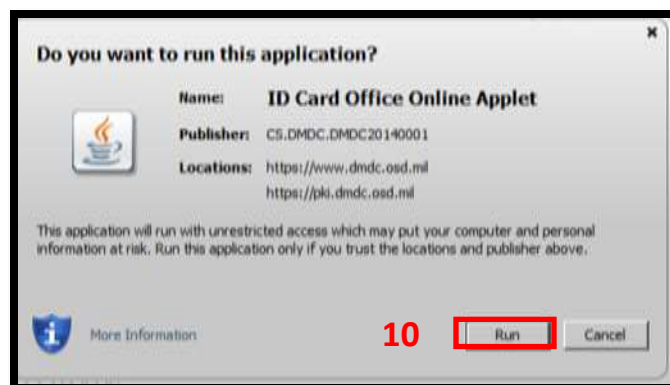 Do you want to run this application?
Name: ID Card Office Online Applet
Publisher: CS.DMDC.DMDC20140001
Locations: https://www.dmdc.osd.mil
https://pki.dmdc.osd.mil
This application will run with unrestricted access which may put your computer and personal
information at risk. Run this application only if you trust the locations and publisher above.
More Information
10
Run
Cancel